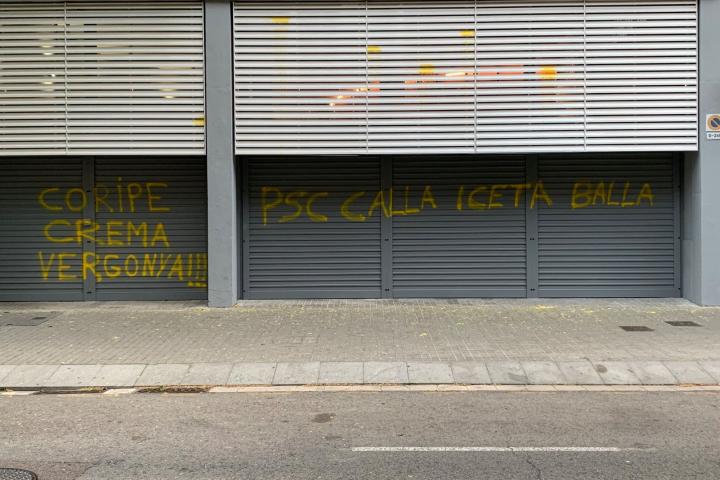 CORIPE
CREMA
VERGONYA!!!
PSC CALLA ICETA BALLA